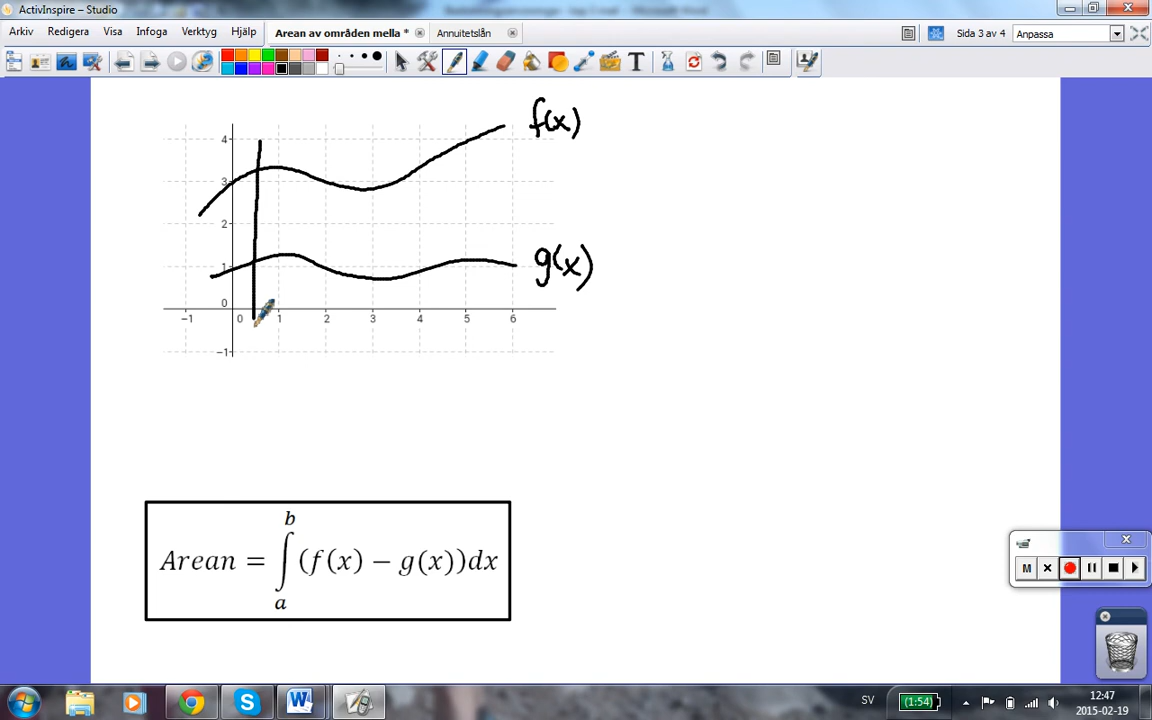 ActivInspire – Studio
Arkiv Redigera Visa Infoga Verktyg Hjälp
Arean av områden mella *
Annuitetslån
Sida 3 av 4
Anpassa
T
f(x)
4
3
2
g(x)
1
0
−1 0 1 2 3 4 5 6
−1
b
Arean = ∫ (f(x) − g(x))dx
a
M
SV
(1:54)
12:47
2015-02-19